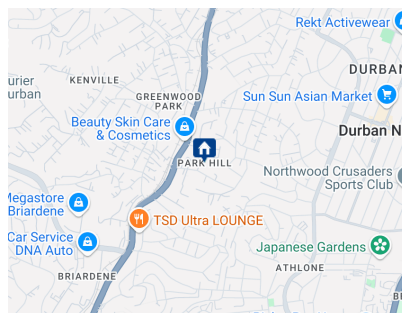 Rekt Activewear
DURBAN
KENVILLE
urier
urban
GREENWOOD
PARK
Sun Sun Asian Market
Beauty Skin Care
& Cosmetics
Durban N
PARK HILL
Northwood Crusaders
Sports Club
Megastore
Briardene
TSD Ultra LOUNGE
Car Service
DNA Auto
Japanese Gardens
ATHLONE
BRIARDENE